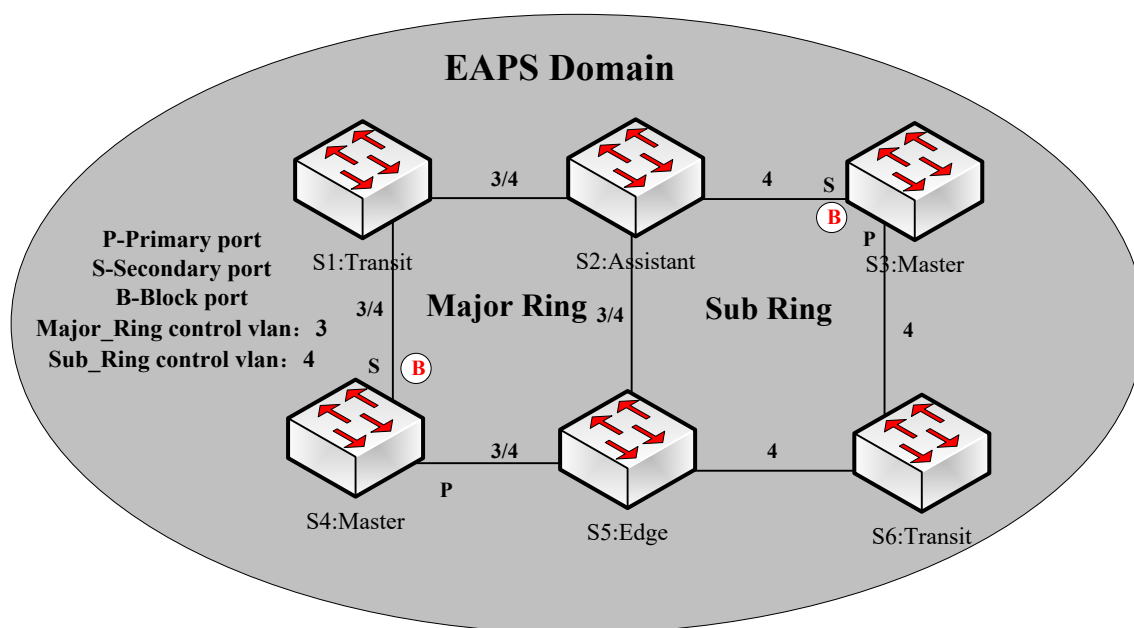 EAPS Domain
3/4
4
S
B
P
S1:Transit
S2:Assistant
S3:Master
P-Primary port
S-Secondary port
B-Block port
Major_Ring control vlan：3
Sub_Ring control vlan：4
3/4
Major Ring
3/4
Sub Ring
4
S
B
3/4
P
4
S4:Master
S5:Edge
S6:Transit